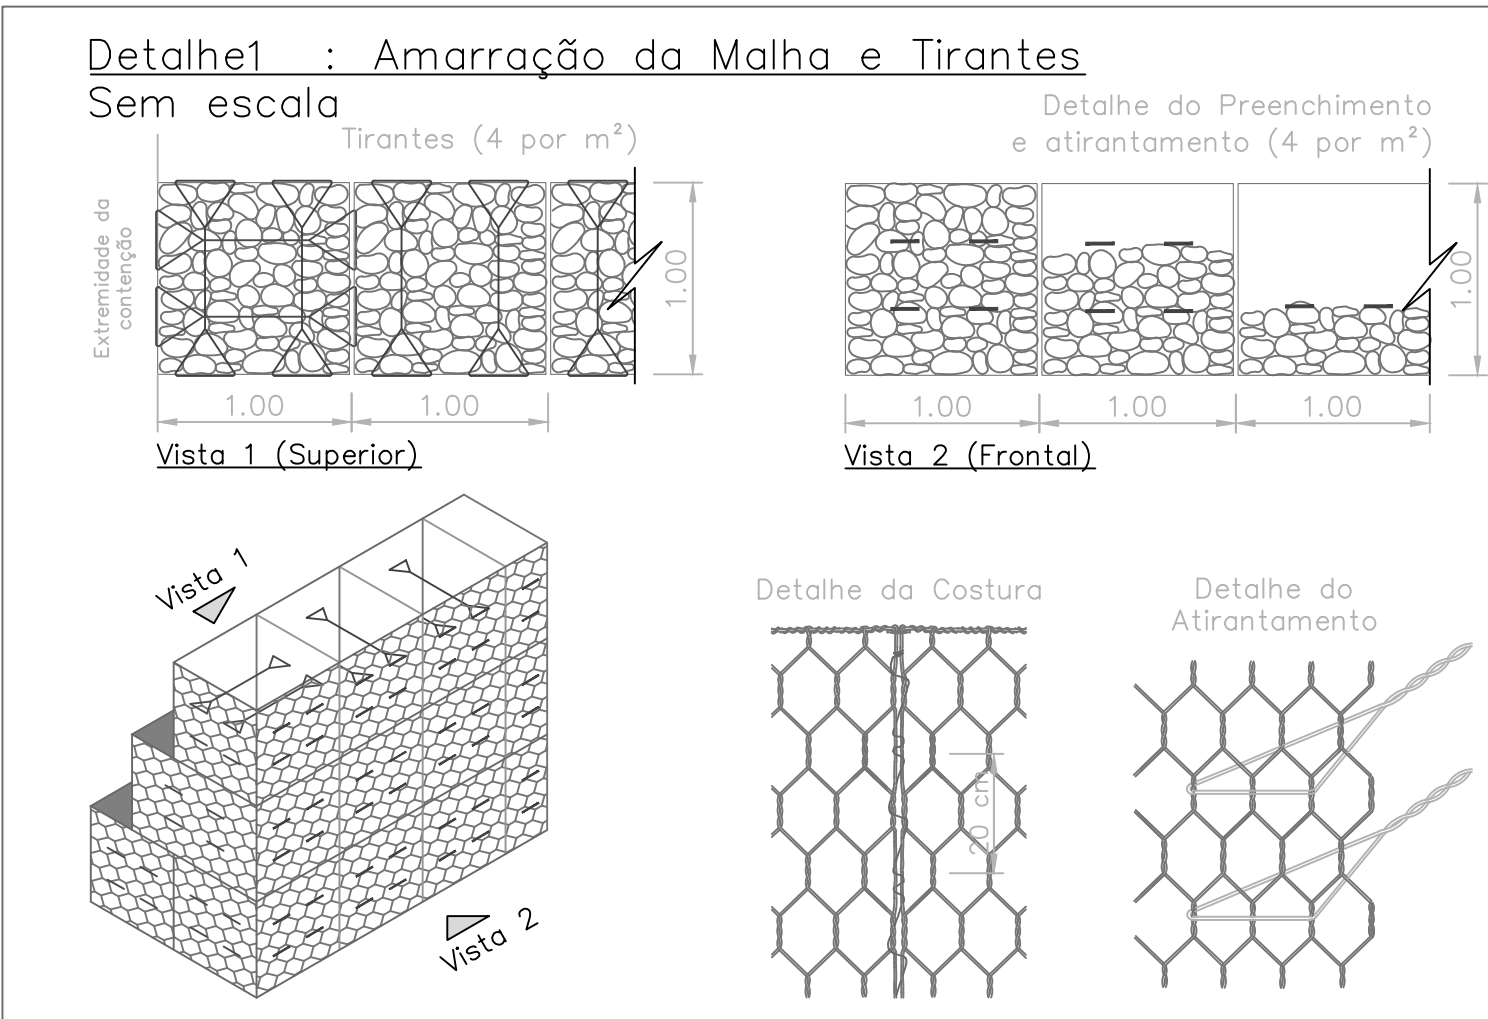 Detalhe1 : Amarração da Malha e Tirantes
Sem escala
Tirantes (4 por m²)
Extremidade da
contenção
1.00
1.00
1.00
Vista 1 (Superior)
Detalhe do Preenchimento
e atirantamento (4 por m²)
1.00
1.00
1.00
1.00
Vista 2 (Frontal)
Vista 1
Vista 2
Detalhe da Costura
20 cm
Detalhe do
Atirantamento